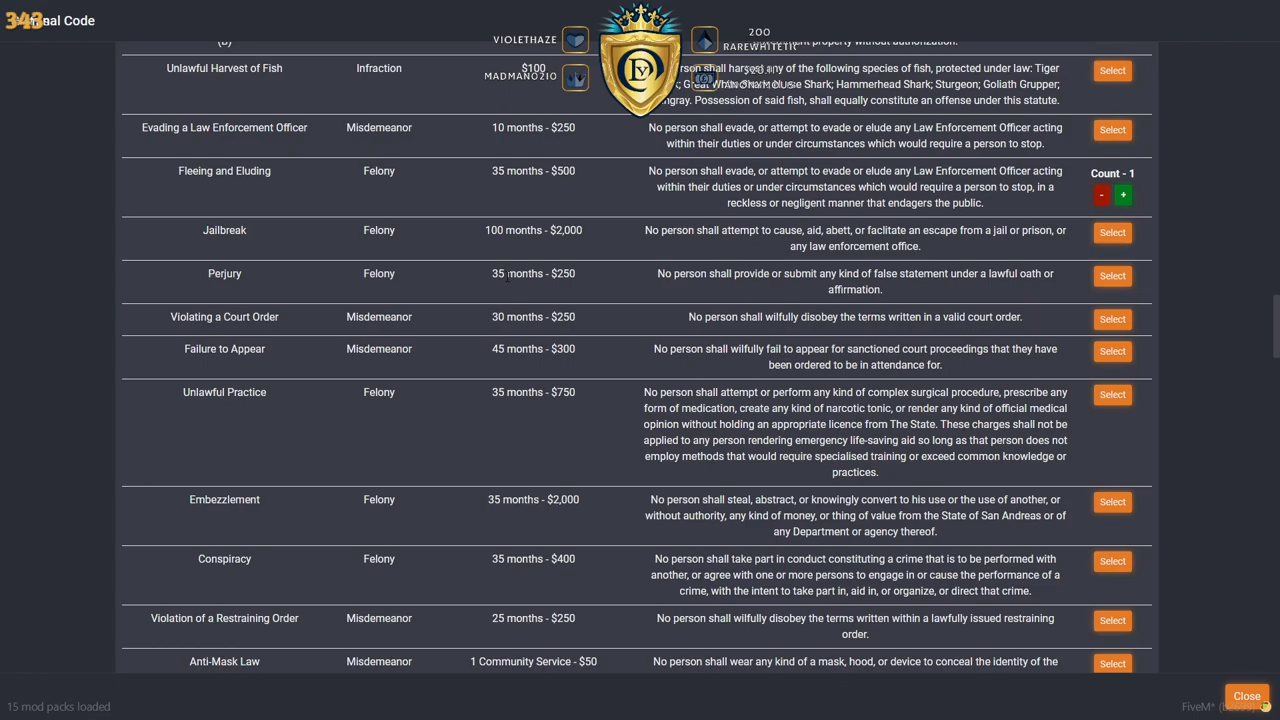 343
nal Code
VIOLETHAZE
200
RAREWHITE
MADMAN0210
(B)
property without authorization.
Unlawful Harvest of Fish
Infraction
$100
person shall harvest any of the following species of fish, protected under law: Tiger
Great White Shark; Nurse Shark; Hammerhead Shark; Sturgeon; Goliath Grupper;
ngray. Possession of said fish, shall equally constitute an offense under this statute.
Select
Evading a Law Enforcement Officer
Misdemeanor
10 months - $250
No person shall evade, or attempt to evade or elude any Law Enforcement Officer acting
within their duties or under circumstances which would require a person to stop.
Select
Fleeing and Eluding
Felony
35 months - $500
No person shall evade, or attempt to evade or elude any Law Enforcement Officer acting
within their duties or under circumstances which would require a person to stop, in a
reckless or negligent manner that endagers the public.
Count - 1
- +
Jailbreak
Felony
100 months - $2,000
No person shall attempt to cause, aid, abett, or faciltate an escape from a jail or prison, or
any law enforcement office.
Select
Perjury
Felony
35 months - $250
No person shall provide or submit any kind of false statement under a lawful oath or
affirmation.
Select
Violating a Court Order
Misdemeanor
30 months - $250
No person shall wilfully disobey the terms written in a valid court order.
Select
Failure to Appear
Misdemeanor
45 months - $300
No person shall wilfully fail to appear for sanctioned court proceedings that they have
been ordered to be in attendance for.
Select
Unlawful Practice
Felony
35 months - $750
No person shall attempt or perform any kind of complex surgical procedure, prescribe any
form of medication, create any kind of narcotic tonic, or render any kind of official medical
opinion without holding an appropriate licence from The State. These charges shall not be
applied to any person rendering emergency life-saving aid so long as that person does not
employ methods that would require specialised training or exceed common knowledge or
practices.
Select
Embezzlement
Felony
35 months - $2,000
No person shall steal, abstract, or knowingly convert to his use or the use of another, or
without authority, any kind of money, or thing of value from the State of San Andreas or of
any Department or agency thereof.
Select
Conspiracy
Felony
35 months - $400
No person shall take part in conduct constituting a crime that is to be performed with
another, or agree with one or more persons to engage in or cause the performance of a
crime, with the intent to take part in, aid in, or organize, or direct that crime.
Select
Violation of a Restraining Order
Misdemeanor
25 months - $250
No person shall wilfully disobey the terms written within a lawfully issued restraining
order.
Select
Anti-Mask Law
Misdemeanor
1 Community Service - $50
No person shall wear any kind of a mask, hood, or device to conceal the identity of the
Select
Close
15 mod packs loaded
FiveM*